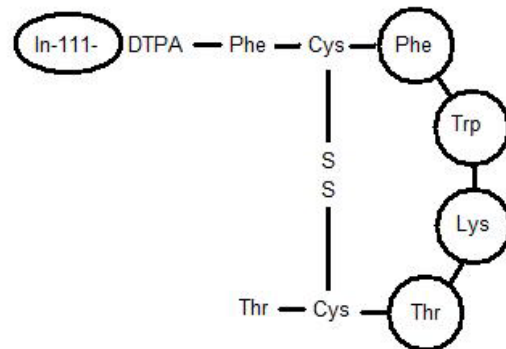 In-111- DTPA Phe Cys Phe
Trp
S
S
Lys
Thr Cys Thr